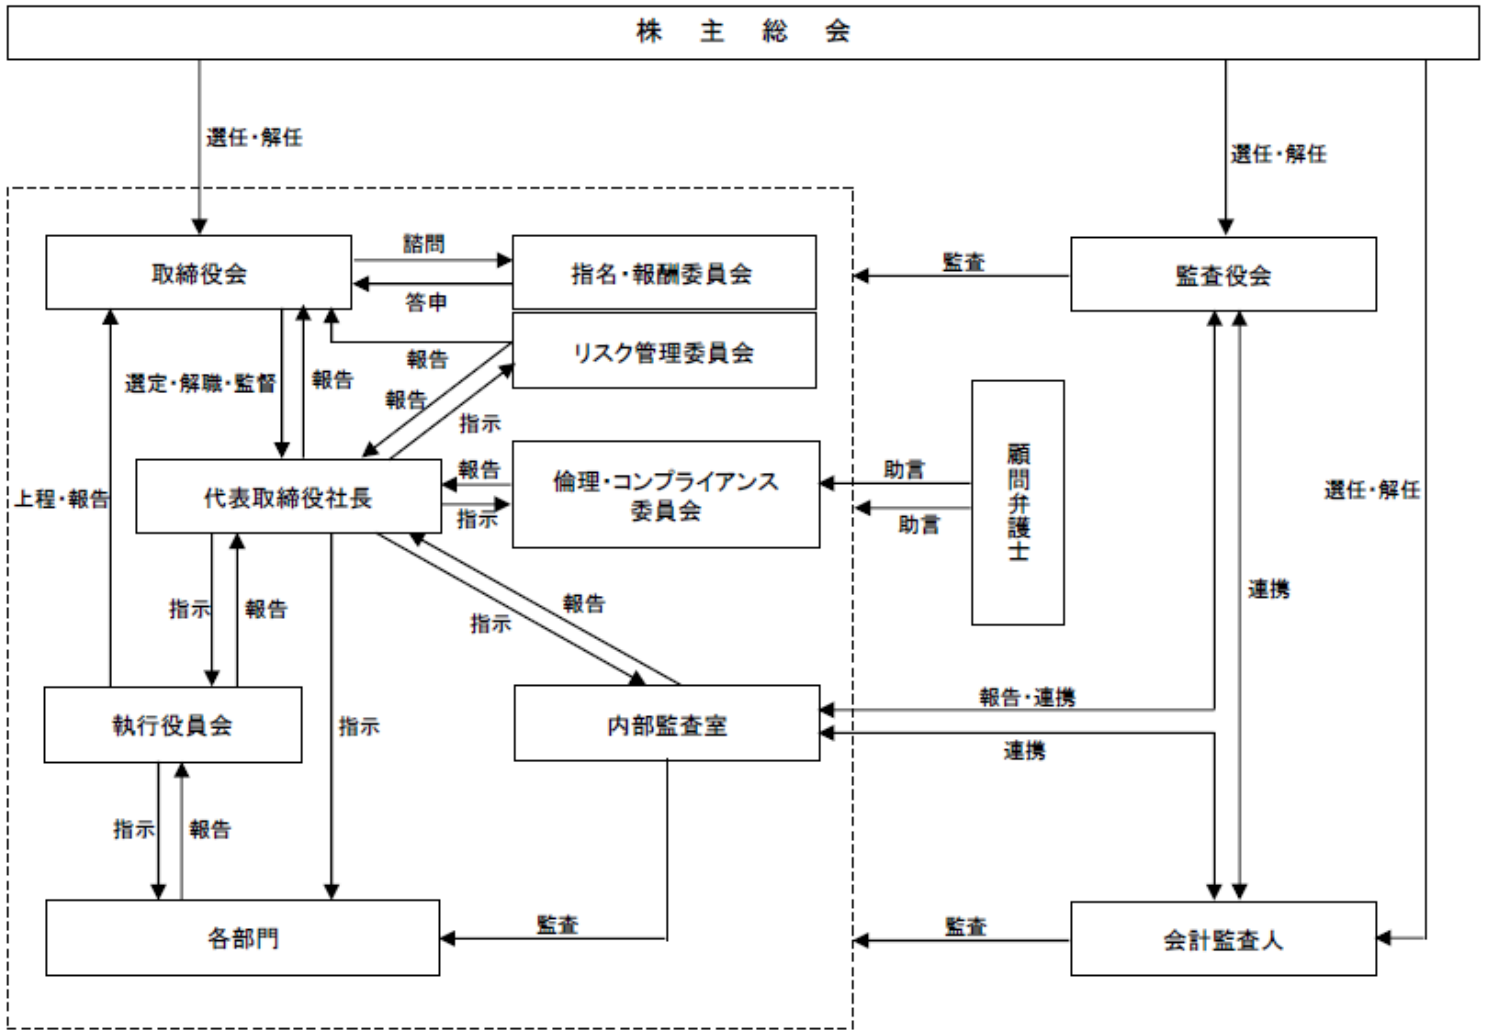 株 主 総 会
選任・解任
選任・解任
諮問
取締役会
指名・報酬委員会
監査
監査役会
答申
リスク管理委員会
報告
選定・解職・監督
報告
報告
指示
顧問弁護士
報告
倫理・コンプライアンス
委員会
助言
選任・解任
上程・報告
代表取締役社長
指示
助言
連携
指示
報告
報告
指示
報告・連携
執行役員会
指示
内部監査室
連携
指示
報告
監査
監査
各部門
会計監査人